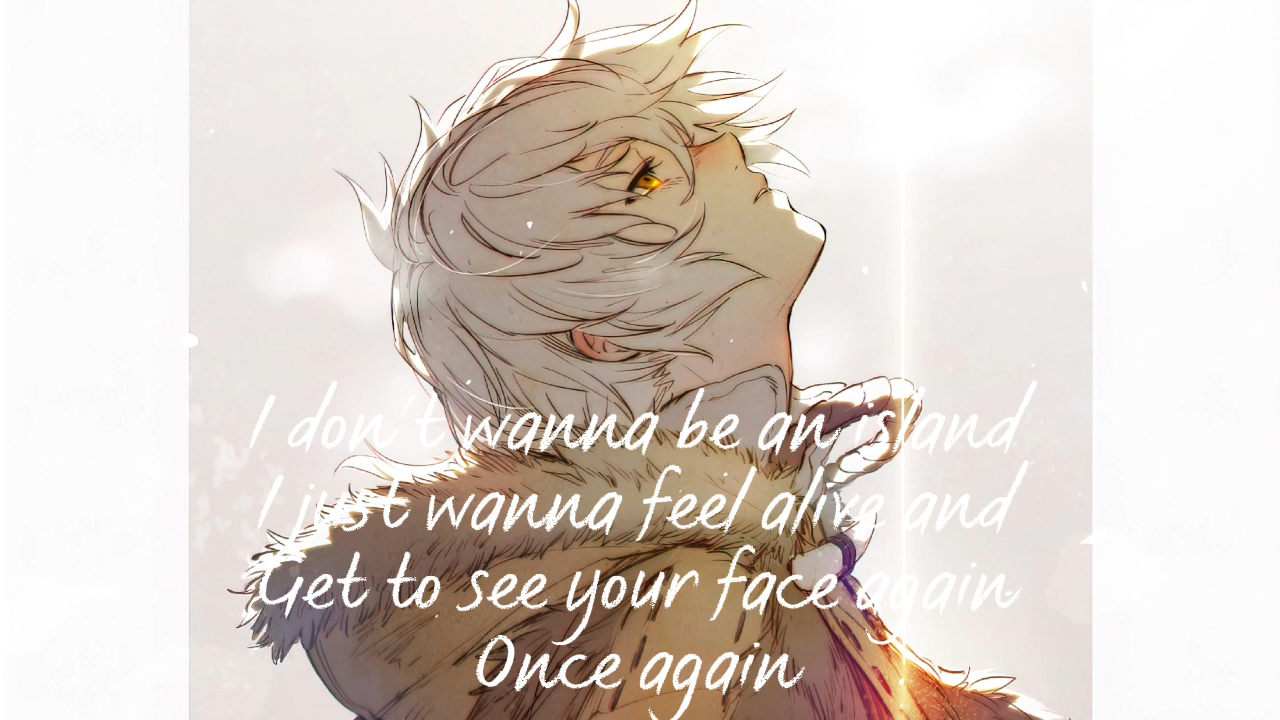 I don't wanna be an island
I just wanna feel alive and
Get to see your face again
Once again